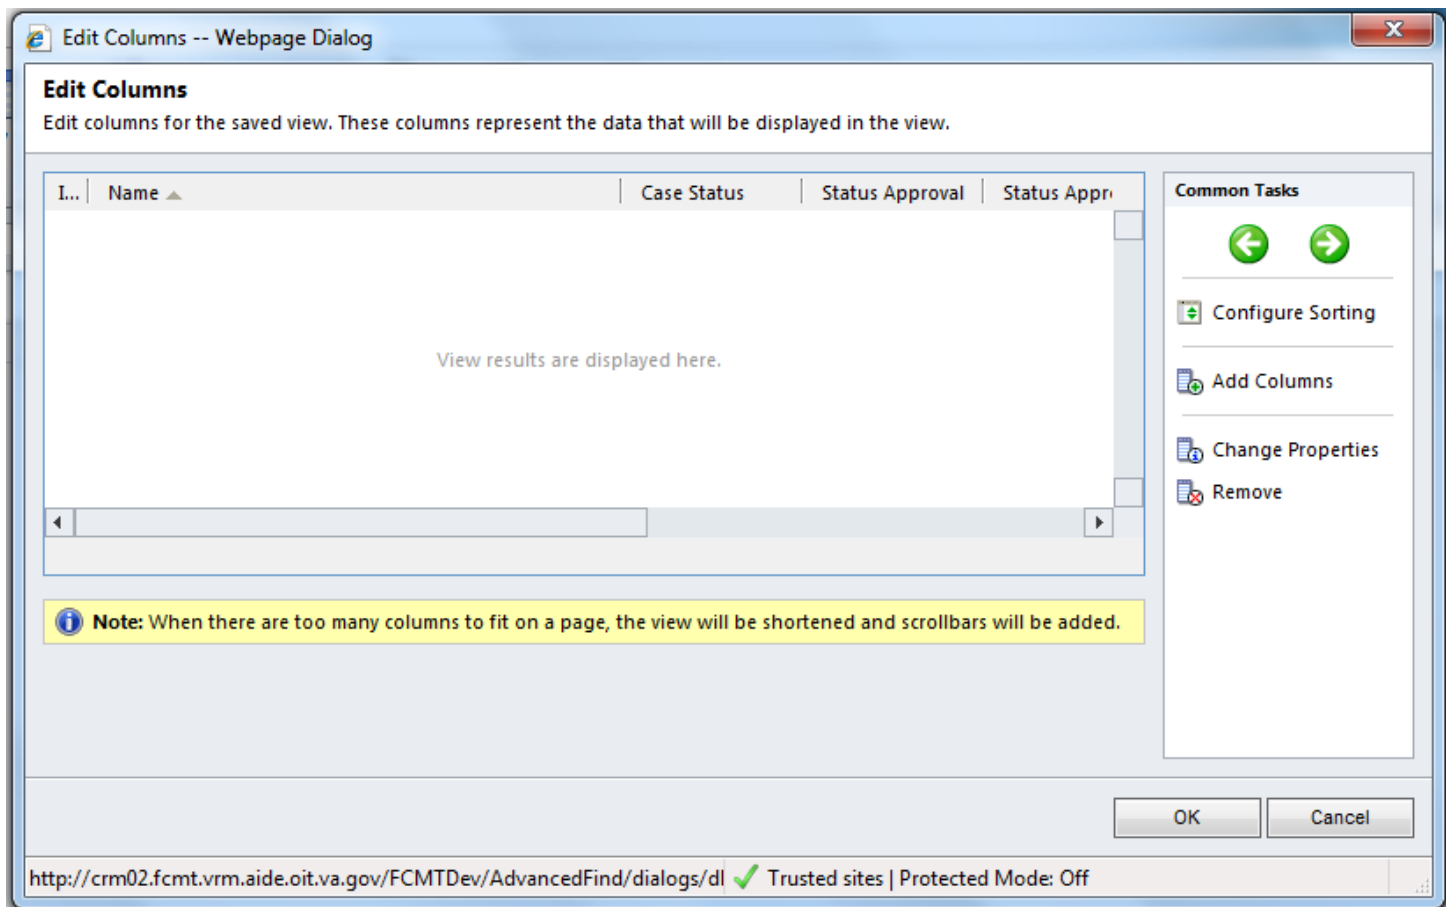 Edit Columns -- Webpage Dialog
Edit Columns
Edit columns for the saved view. These columns represent the data that will be displayed in the view.
I... Name Case Status Status Approval Status Appr
View results are displayed here.
Note: When there are too many columns to fit on a page, the view will be shortened and scrollbars will be added.
Common Tasks
Configure Sorting
Add Columns
Change Properties
Remove
OK Cancel
http://crm02.fcmt.vrm.aide.oit.va.gov/FCMTDev/AdvancedFind/dialogs/dl Trusted sites | Protected Mode: Off